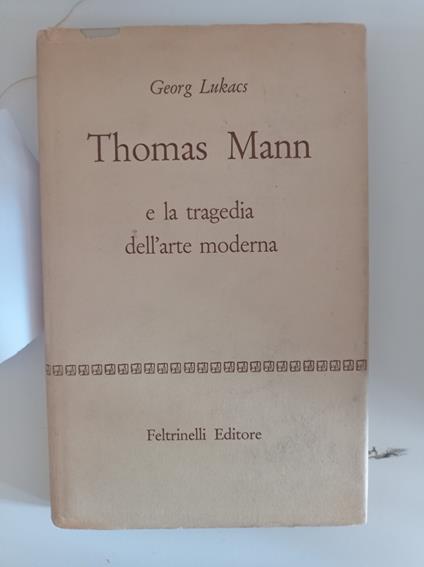 Georg Lukacs
Thomas Mann
e la tragedia
dell'arte moderna
Feltrinelli Editore